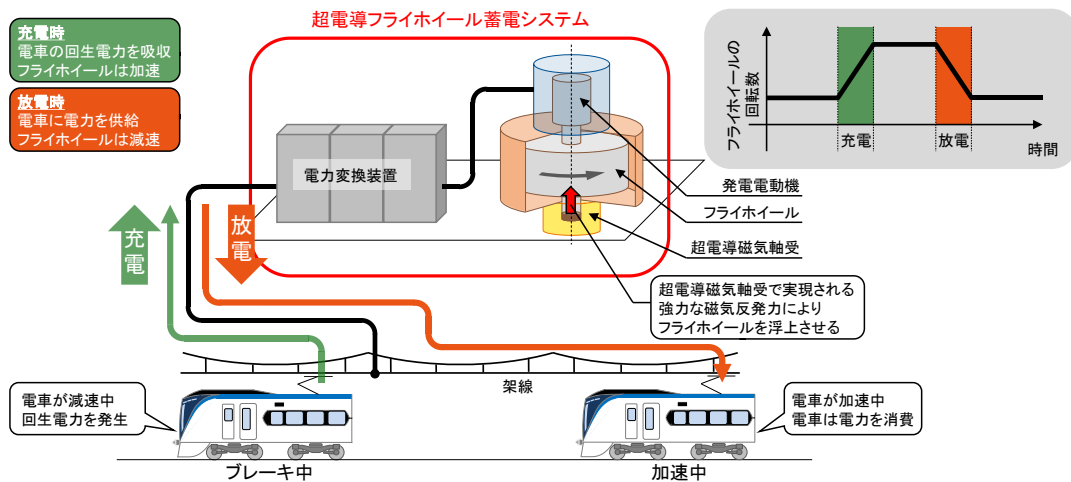 超電導フライホイール蓄電システム
充電時
電車の回生電力を吸収
フライホイールは加速
放電時
電車に電力を供給
フライホイールは減速
フライホイールの
回転数
充電
放電
時間
電力変換装置
発電電動機
フライホイール
超電導磁気軸受
充電
放電
超電導磁気軸受で実現される
強力な磁気反発力により
フライホイールを浮上させる
架線
電車が減速中
回生電力を発生
電車が加速中
電車は電力を消費
ブレーキ中
加速中